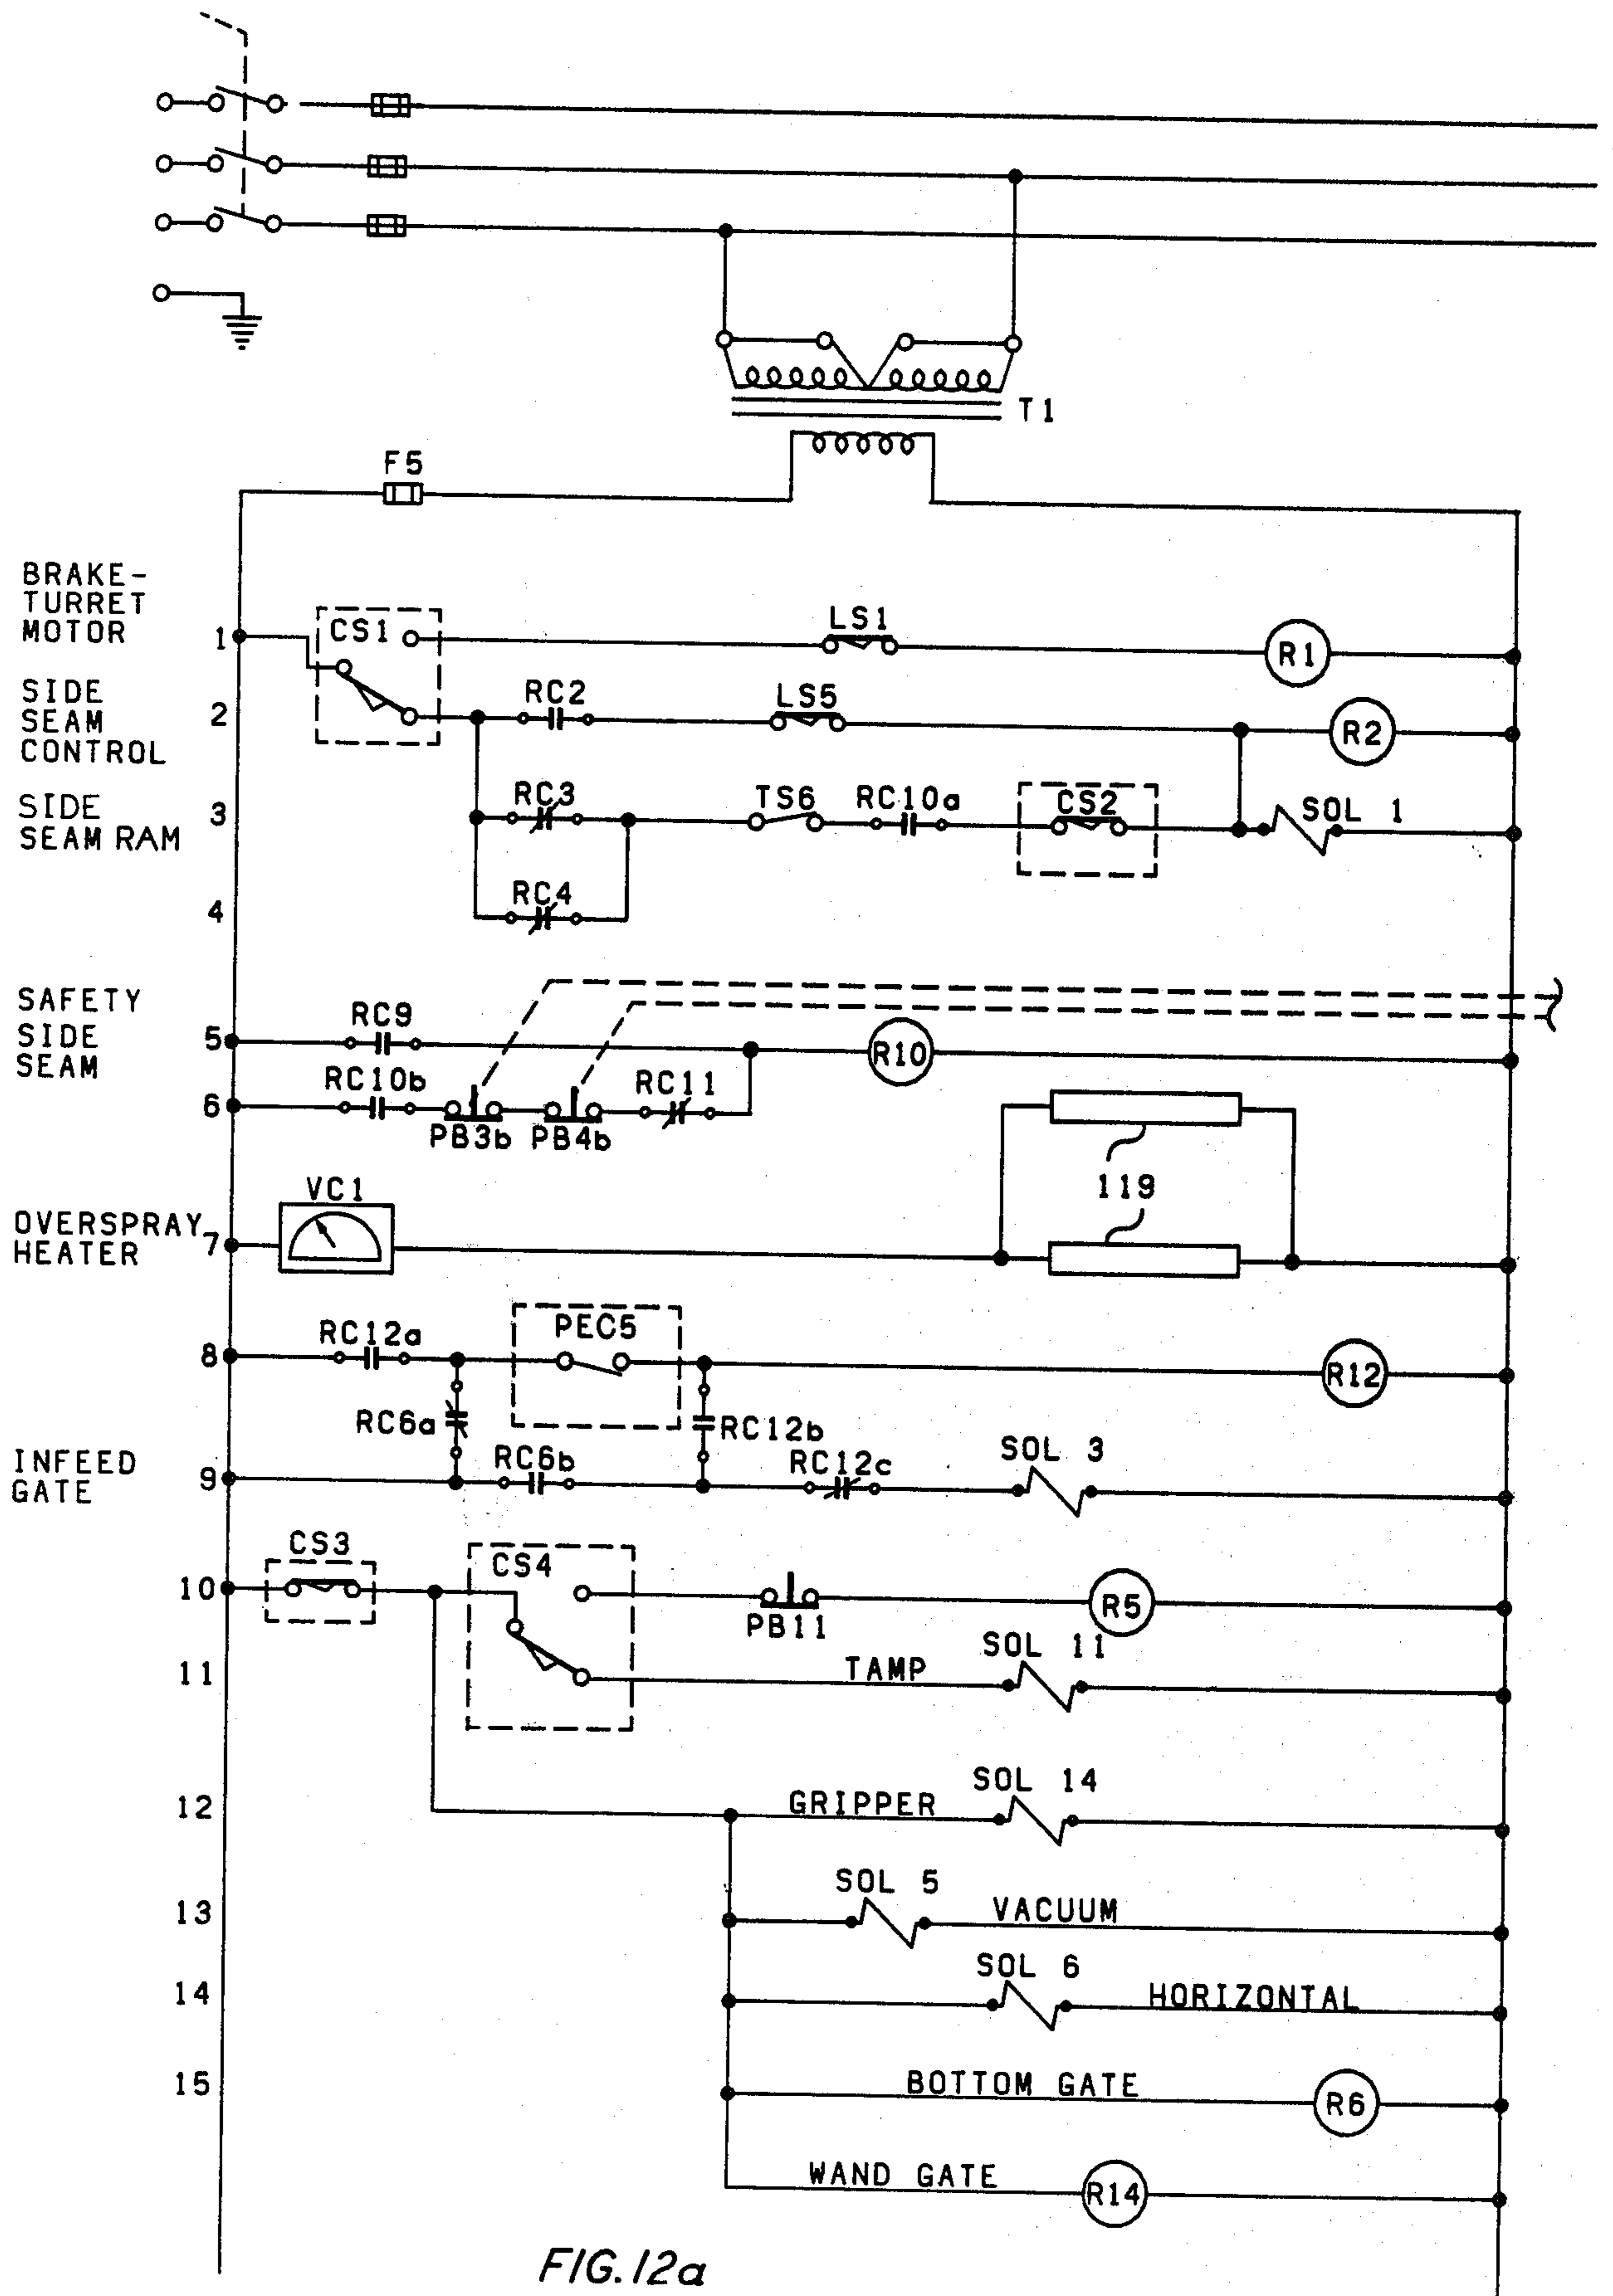 T1
F5
BRAKE-
TURRET
MOTOR
1
CS1
LS1
R1
SIDE
SEAM
CONTROL
2
RC2
LS5
R2
SIDE
SEAM RAM
3
RC3
TS6
RC10a
CS2
SOL 1
4
RC4
SAFETY
SIDE
SEAM
5
RC9
R10
6
RC10b
PB3b
PB4b
RC11
119
OVERSPRAY
HEATER
7
VC1
8
RC12a
PEC5
R12
RC6a
RC12b
INFEED
GATE
9
RC6b
RC12c
SOL 3
10
CS3
CS4
PB11
R5
11
TAMP
SOL 11
12
GRIPPER
SOL 14
13
SOL 5
VACUUM
14
SOL 6
HORIZONTAL
15
BOTTOM GATE
R6
WAND GATE
R14
FIG.12a